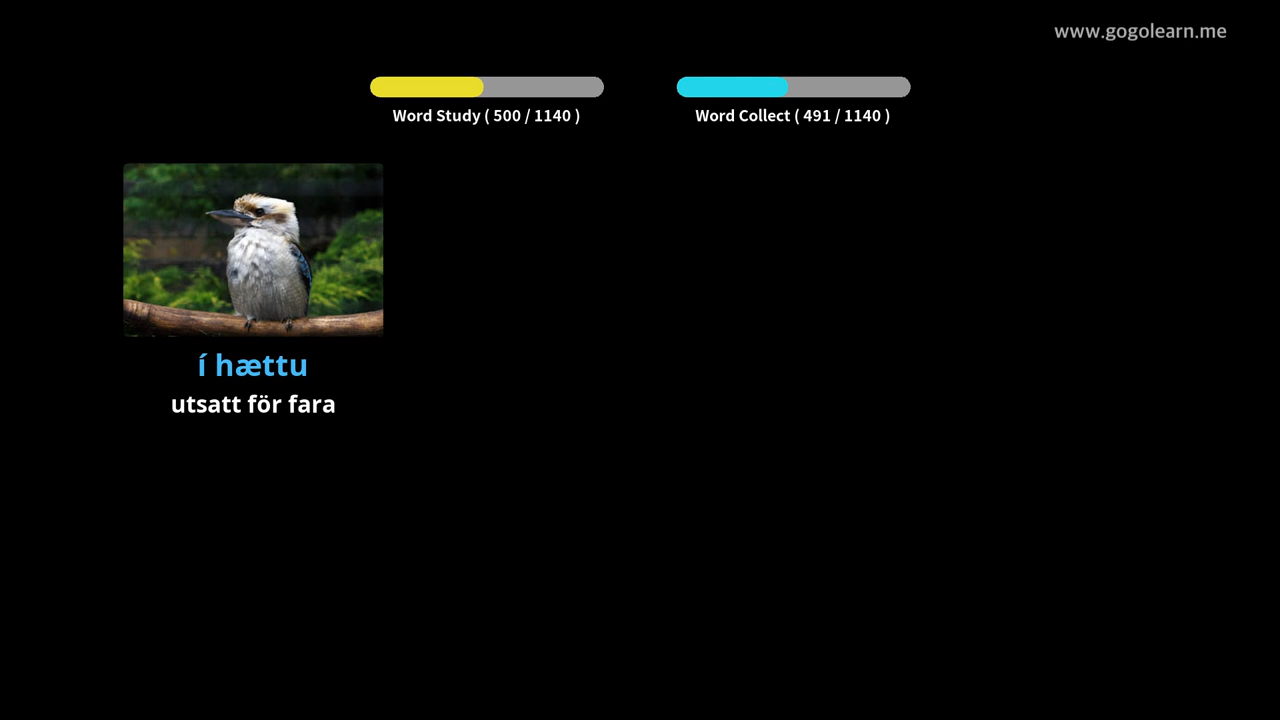 www.gogolearn.me
Word Study ( 500 / 1140 )
Word Collect ( 491 / 1140 )
í hættu
utsatt för fara